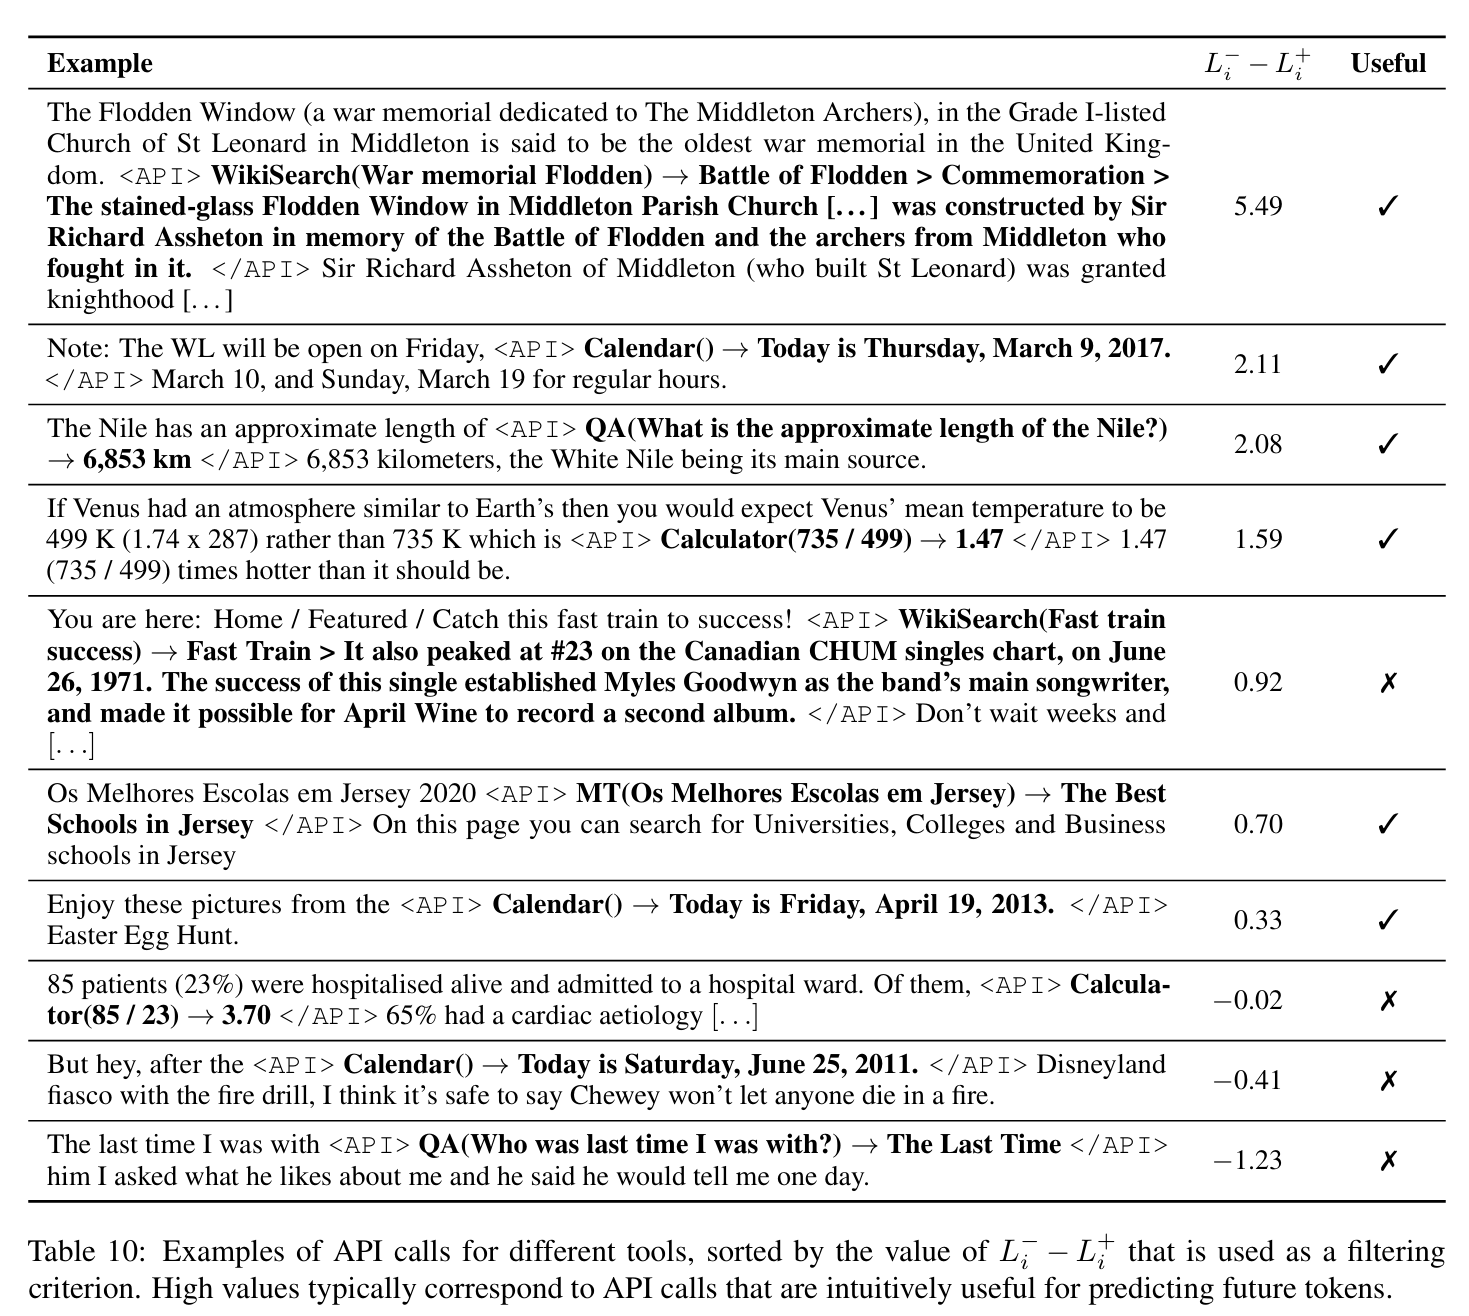 Example L_i^- − L_i^+ Useful
The Flodden Window (a war memorial dedicated to The Middleton Archers), in the Grade I-listed
Church of St Leonard in Middleton is said to be the oldest war memorial in the United King-
dom. <API> WikiSearch(War memorial Flodden) → Battle of Flodden > Commemoration >
The stained-glass Flodden Window in Middleton Parish Church [...] was constructed by Sir
Richard Assheton in memory of the Battle of Flodden and the archers from Middleton who
fought in it. </API> Sir Richard Assheton of Middleton (who built St Leonard) was granted
knighthood [...]
5.49 ✓
Note: The WL will be open on Friday, <API> Calendar() → Today is Thursday, March 9, 2017.
</API> March 10, and Sunday, March 19 for regular hours.
2.11 ✓
The Nile has an approximate length of <API> QA(What is the approximate length of the Nile?)
→ 6,853 km </API> 6,853 kilometers, the White Nile being its main source.
2.08 ✓
If Venus had an atmosphere similar to Earth's then you would expect Venus' mean temperature to be
499 K (1.74 x 287) rather than 735 K which is <API> Calculator(735 / 499) → 1.47 </API> 1.47
(735 / 499) times hotter than it should be.
1.59 ✓
You are here: Home / Featured / Catch this fast train to success! <API> WikiSearch(Fast train
success) → Fast Train > It also peaked at #23 on the Canadian CHUM singles chart, on June
26, 1971. The success of this single established Myles Goodwyn as the band's main songwriter,
and made it possible for April Wine to record a second album. </API> Don't wait weeks and
[...]
0.92 ✗
Os Melhores Escolas em Jersey 2020 <API> MT(Os Melhores Escolas em Jersey) → The Best
Schools in Jersey </API> On this page you can search for Universities, Colleges and Business
schools in Jersey
0.70 ✓
Enjoy these pictures from the <API> Calendar() → Today is Friday, April 19, 2013. </API>
Easter Egg Hunt.
0.33 ✓
85 patients (23%) were hospitalised alive and admitted to a hospital ward. Of them, <API> Calcula-
tor(85 / 23) → 3.70 </API> 65% had a cardiac aetiology [...]
−0.02 ✗
But hey, after the <API> Calendar() → Today is Saturday, June 25, 2011. </API> Disneyland
fiasco with the fire drill, I think it's safe to say Chewey won't let anyone die in a fire.
−0.41 ✗
The last time I was with <API> QA(Who was last time I was with?) → The Last Time </API>
him I asked what he likes about me and he said he would tell me one day.
−1.23 ✗
Table 10: Examples of API calls for different tools, sorted by the value of L_i^- − L_i^+ that is used as a filtering
criterion. High values typically correspond to API calls that are intuitively useful for predicting future tokens.